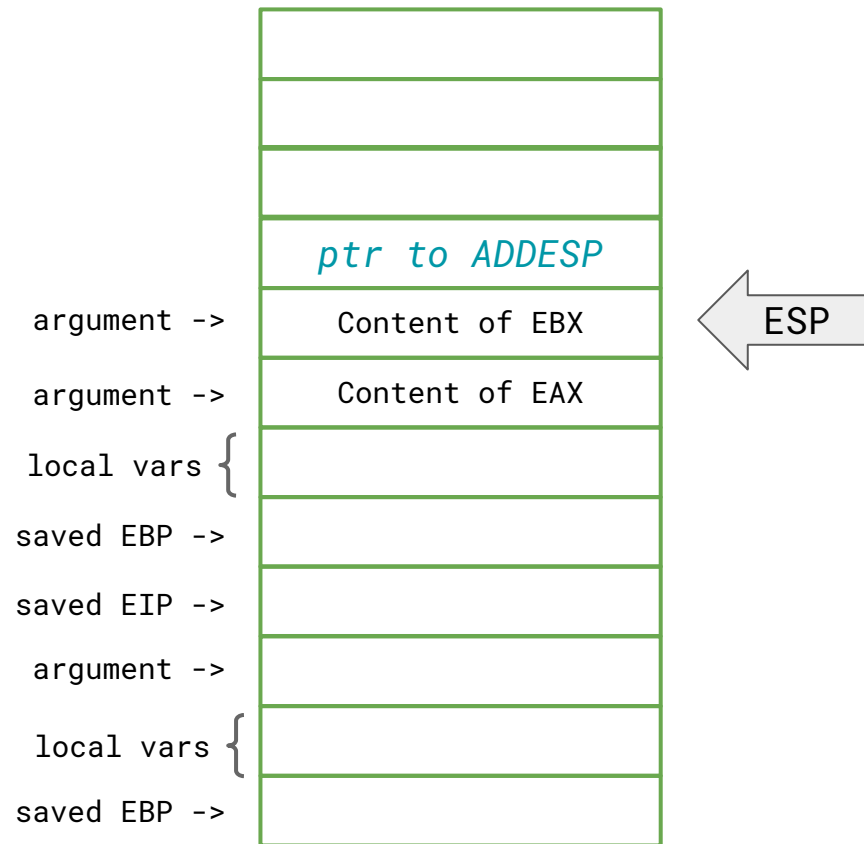 ptr to ADDESP
argument -> Content of EBX
ESP
argument -> Content of EAX
local vars {
saved EBP ->
saved EIP ->
argument ->
local vars {
saved EBP ->